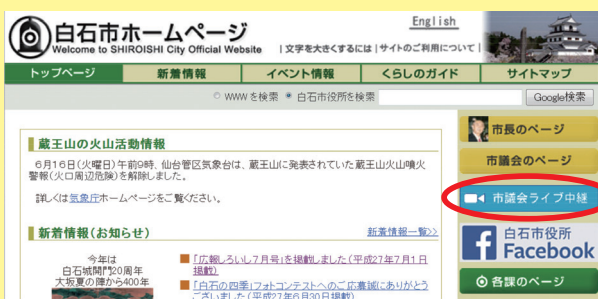 白石市ホームページ
Welcome to SHIROISHI City Official Website
English
|文字を大きくするには|サイトのご利用について|
トップページ 新着情報 イベント情報 くらしのガイド サイトマップ
WWW を検索 白石市役所を検索 Google検索
蔵王山の火山活動情報
6月16日(火曜日)午前9時、仙台管区気象台は、蔵王山に発表されていた蔵王山火山噴火
警報(火口周辺危険)を解除しました。
詳しくは気象庁ホームページをご覧ください。
新着情報(お知らせ)
新着情報一覧>>
今年は
白石城開門20周年
大坂夏の陣から400年
「広報しろいし7月号」を掲載しました(平成27年7月1日
掲載)
「白石の四季」フォトコンテストへのご応募誠にありがとう
ございました(平成27年6月30日掲載)
市長のページ
市議会のページ
市議会ライブ中継
白石市役所
Facebook
各課のページ